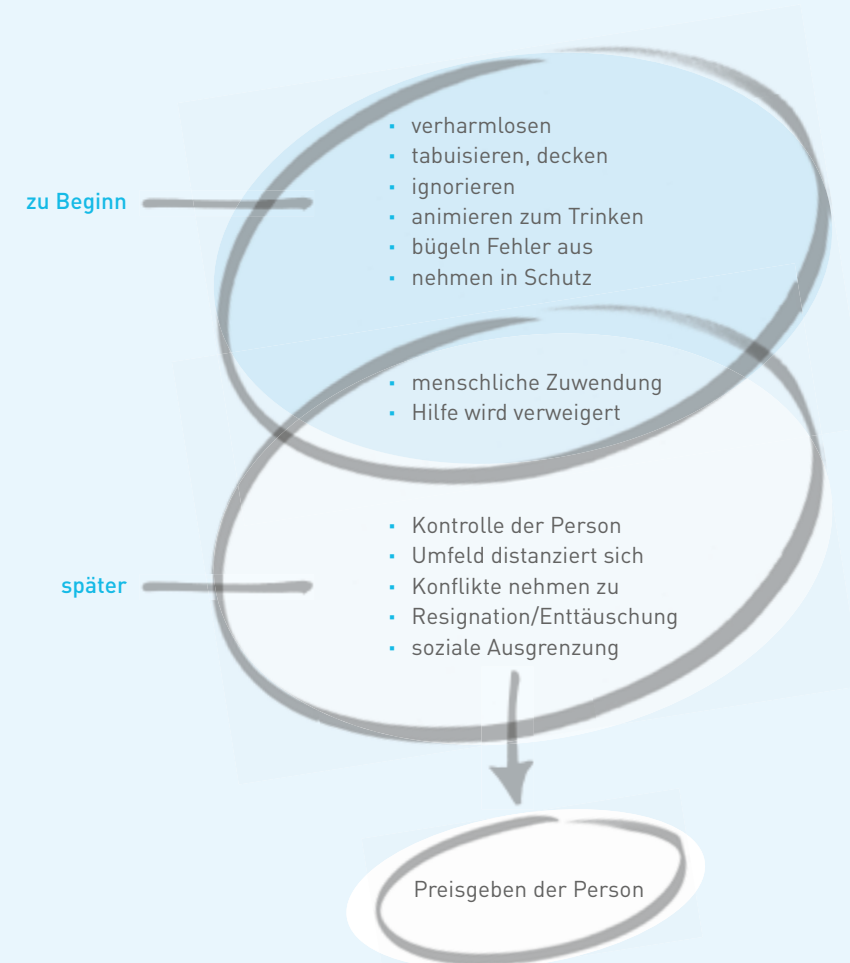 verharmlosen
tabuisieren, decken
ignorieren
zu Beginn
animieren zum Trinken
bügeln Fehler aus
nehmen in Schutz
menschliche Zuwendung
Hilfe wird verweigert
Kontrolle der Person
Umfeld distanziert sich
später
Konflikte nehmen zu
Resignation/Enttäuschung
soziale Ausgrenzung
Preisgeben der Person